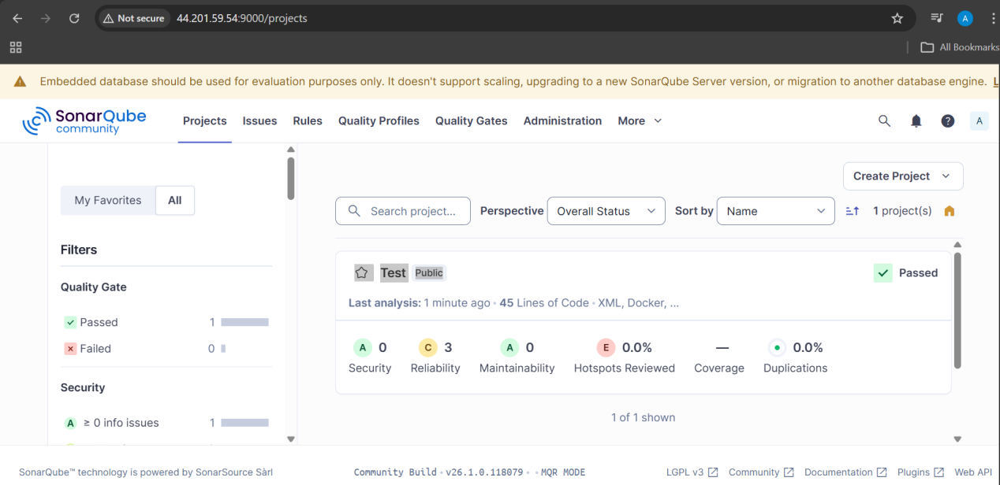 Not secure 44.201.59.54:9000/projects A
All Bookmarks
Embedded database should be used for evaluation purposes only. It doesn't support scaling, upgrading to a new SonarQube Server version, or migration to another database engine.
SonarQube community Projects Issues Rules Quality Profiles Quality Gates Administration More ? A
Create Project
My Favorites All
Search project... Perspective Overall Status Sort by Name 1 project(s)
Filters
Quality Gate
Passed 1
Failed 0
Security
A ≥ 0 info issues 1
Test Public Passed
Last analysis: 1 minute ago • 45 Lines of Code • XML, Docker, ...
A 0 C 3 A 0 E 0.0% — 0.0%
Security Reliability Maintainability Hotspots Reviewed Coverage Duplications
1 of 1 shown
SonarQube™ technology is powered by SonarSource Sàrl Community Build • v26.1.0.118079 • • MQR MODE LGPL v3 Community Documentation Plugins Web API